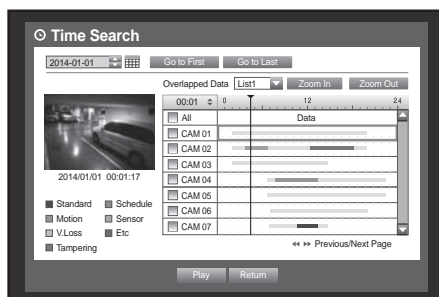 Time Search
2014-01-01
Go to First
Go to Last
Overlapped Data
List1
Zoom In
Zoom Out
00:01
0
12
24
All
Data
CAM 01
CAM 02
CAM 03
CAM 04
CAM 05
CAM 06
CAM 07
2014/01/01 00:01:17
Standard
Schedule
Motion
Sensor
V.Loss
Etc
Tampering
Previous/Next Page
Play
Return